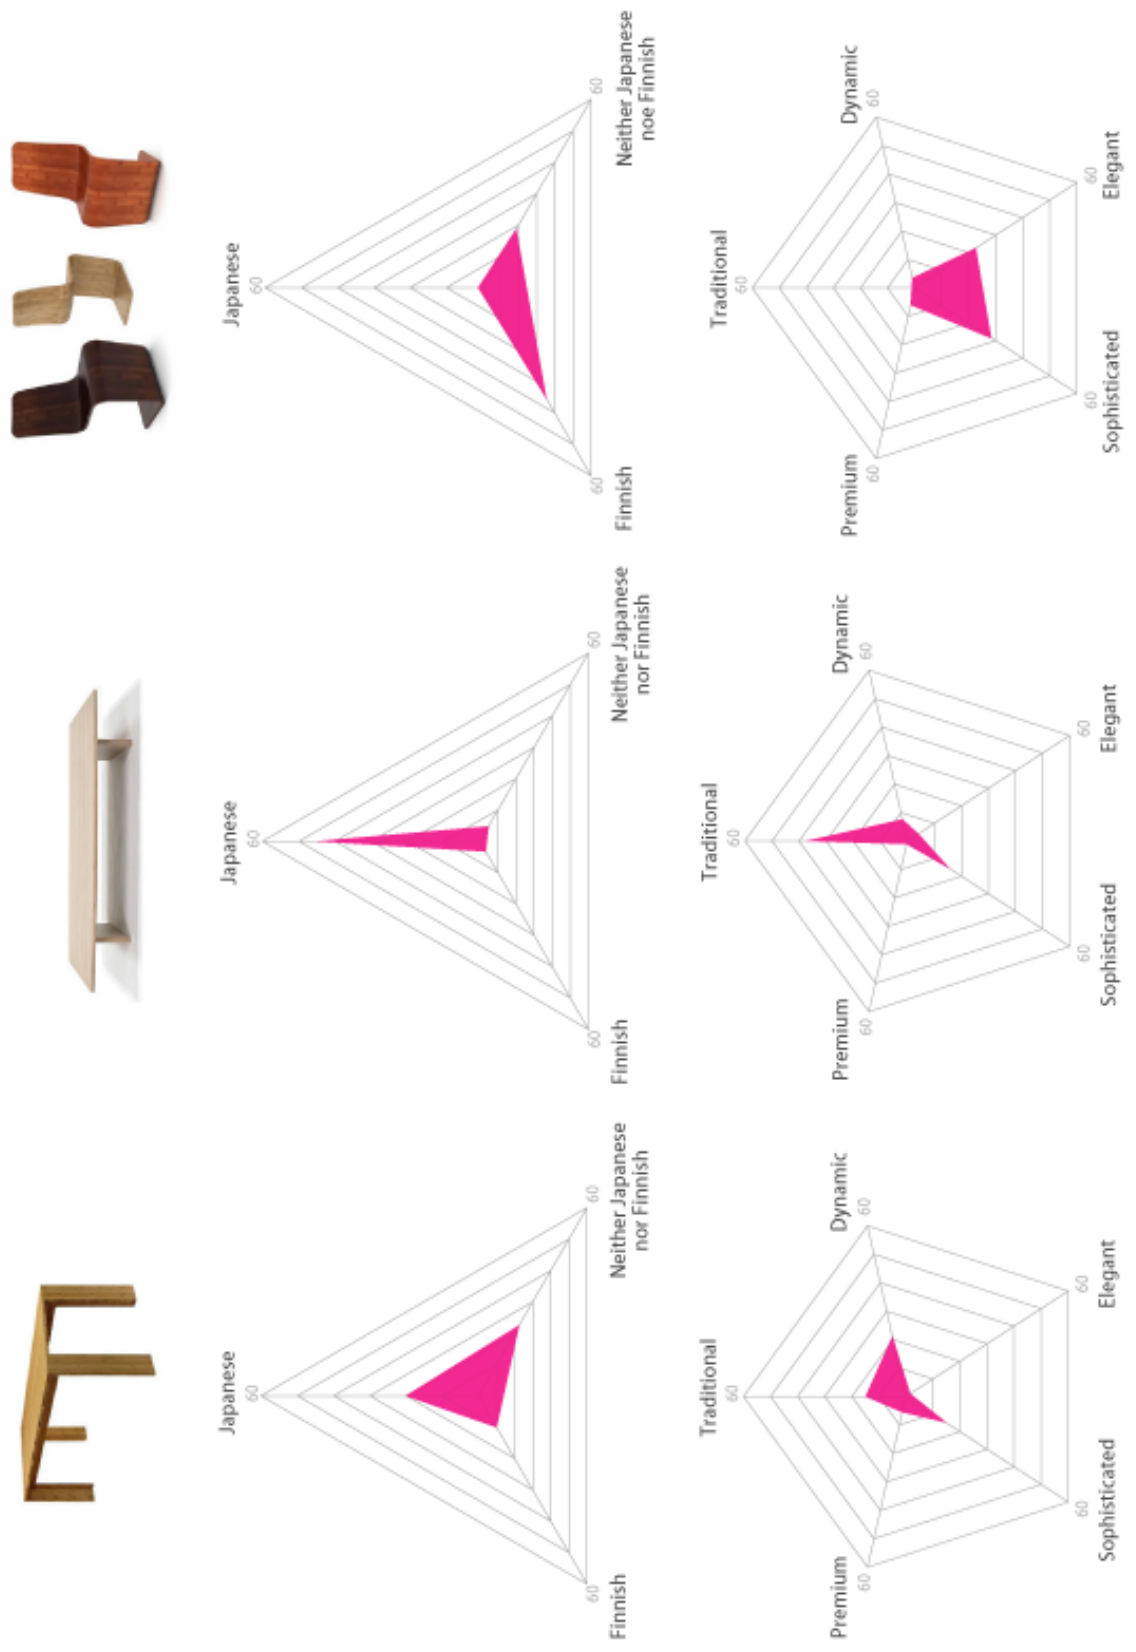 Japanese
60
60
60
Finnish
Neither Japanese
nor Finnish
Japanese
60
60
60
Finnish
Neither Japanese
nor Finnish
Japanese
60
60
60
Finnish
Neither Japanese
noe Finnish
Traditional
60
Premium
60
Dynamic
60
60
Sophisticated
60
Elegant
Traditional
60
Premium
60
Dynamic
60
60
Sophisticated
60
Elegant
Traditional
60
Premium
60
Dynamic
60
60
Sophisticated
60
Elegant